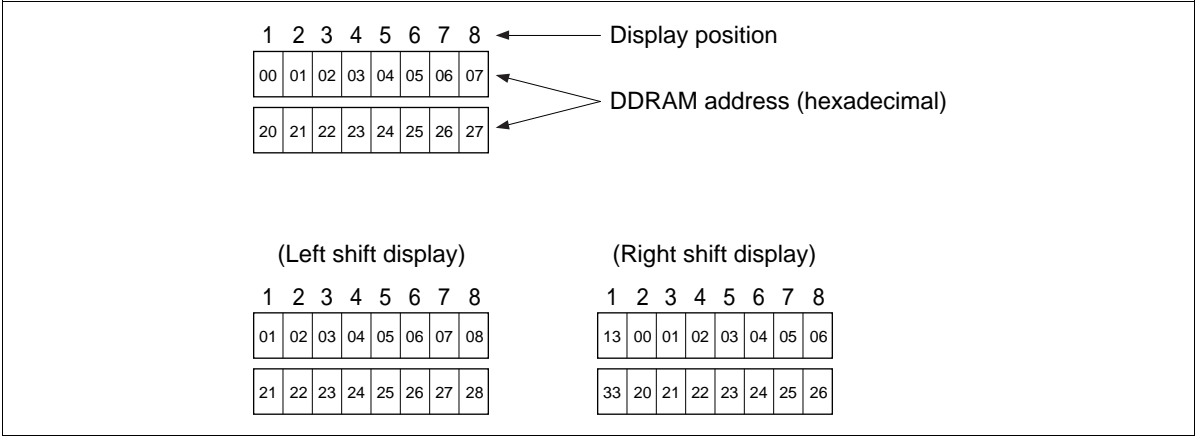 1 2 3 4 5 6 7 8 Display position
00 01 02 03 04 05 06 07
DDRAM address (hexadecimal)
20 21 22 23 24 25 26 27
(Left shift display) (Right shift display)
1 2 3 4 5 6 7 8 1 2 3 4 5 6 7 8
01 02 03 04 05 06 07 08 13 00 01 02 03 04 05 06
21 22 23 24 25 26 27 28 33 20 21 22 23 24 25 26